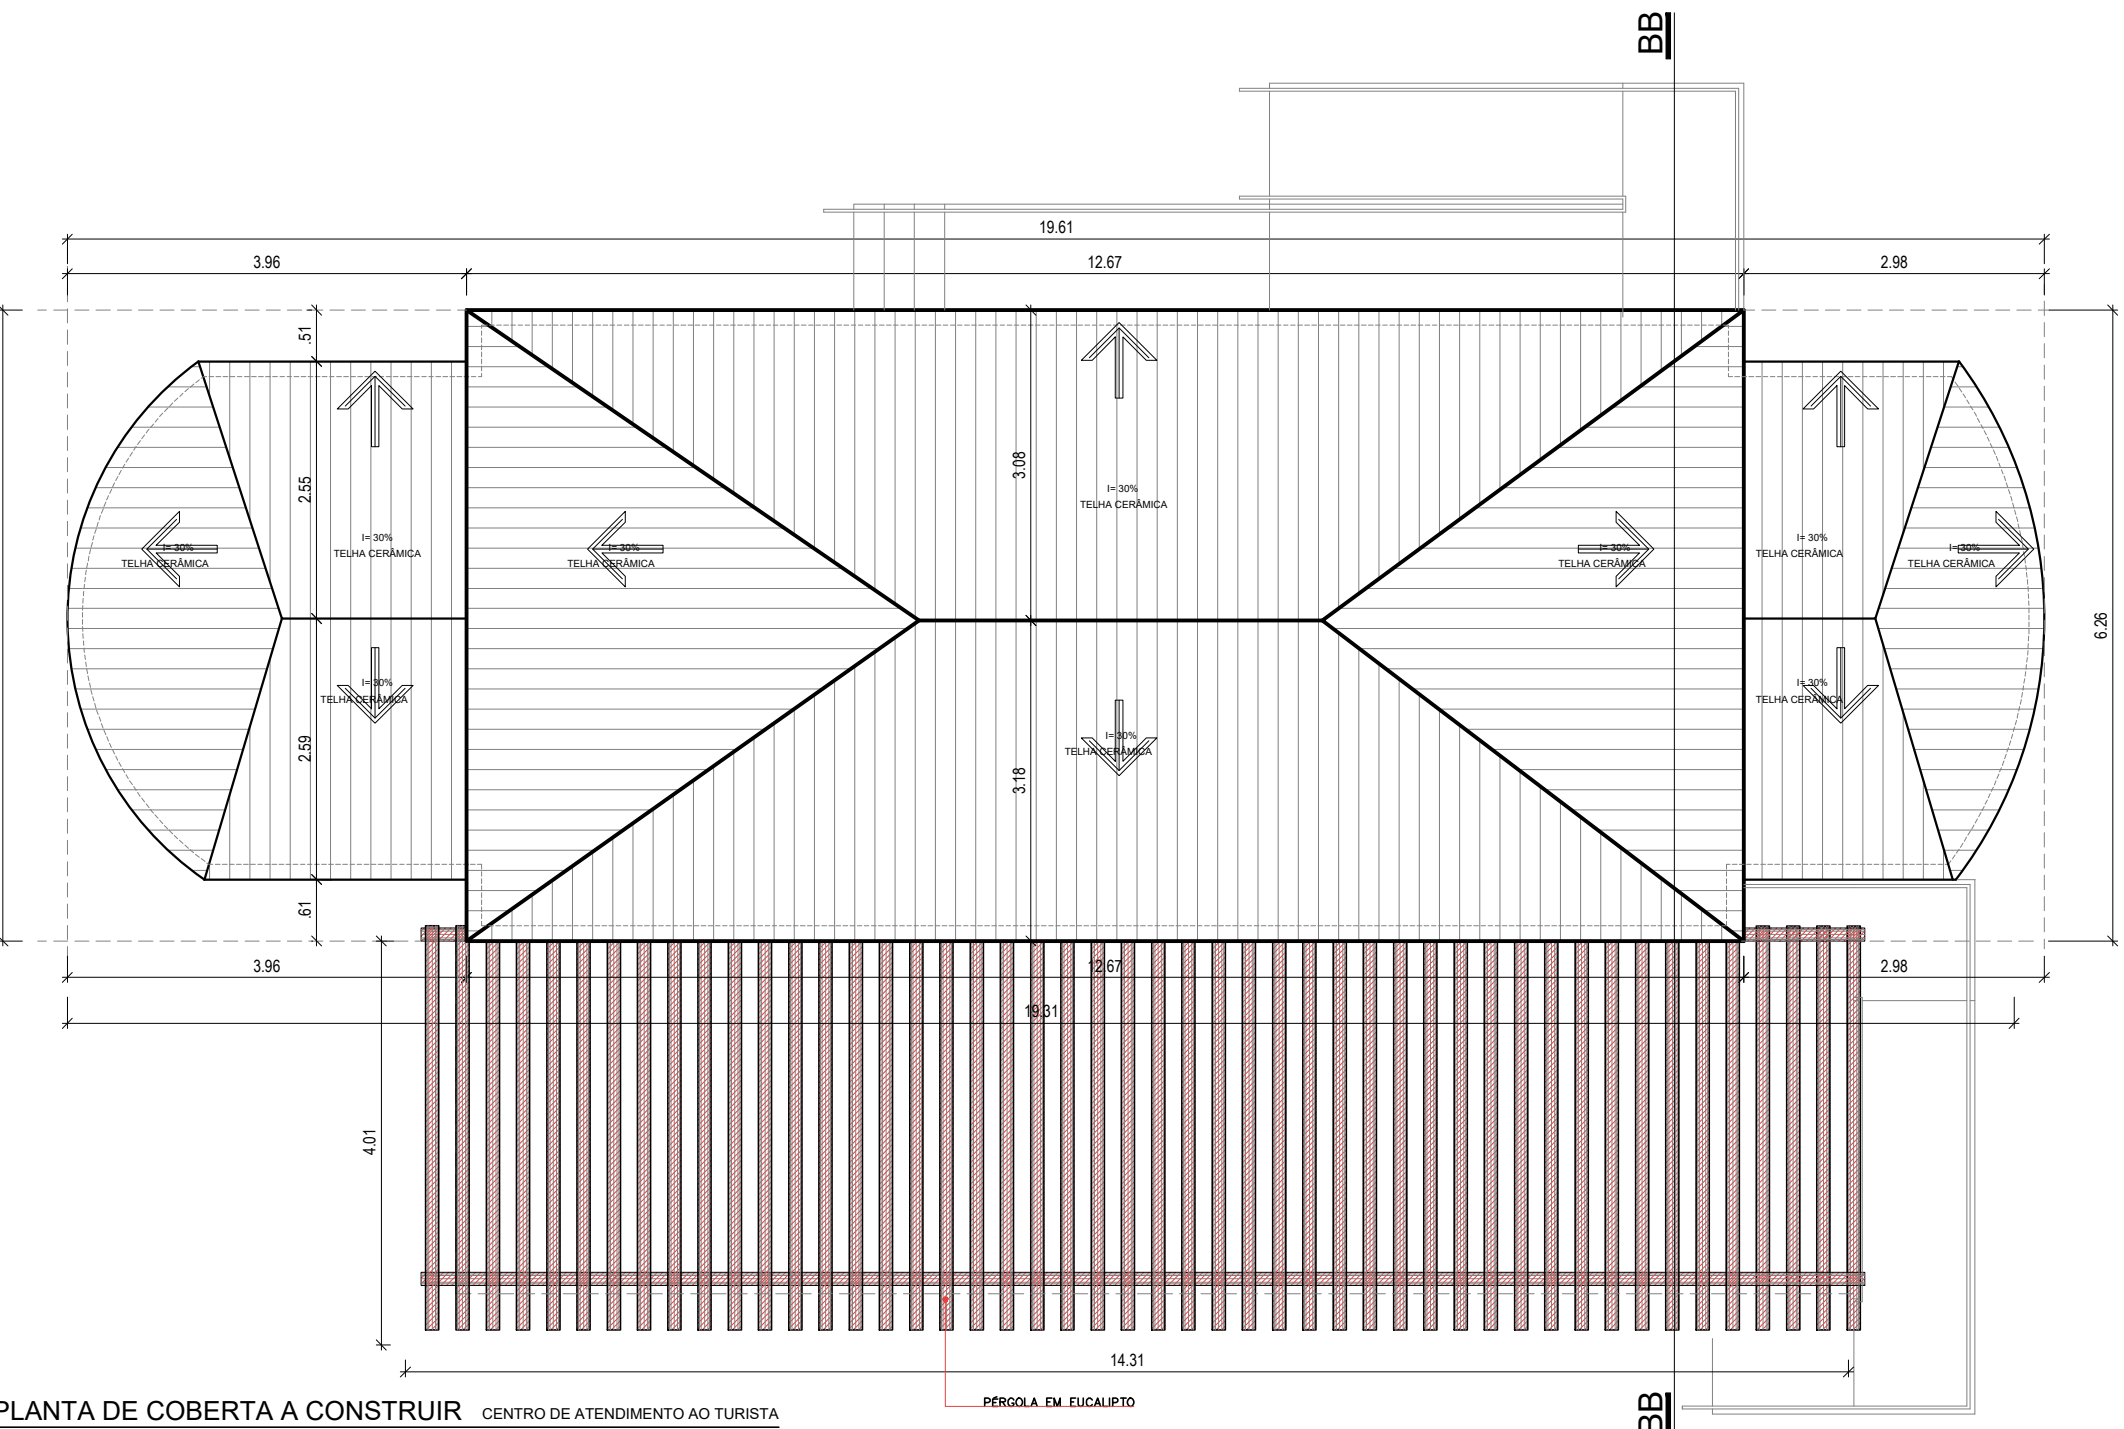 BB
19.61
3.96
12.67
2.98
.51
2.55
3.08
I= 30%
TELHA CERÂMICA
I= 30%
TELHA CERÂMICA
I= 30%
TELHA CERÂMICA
I= 30%
TELHA CERÂMICA
I= 30%
TELHA CERÂMICA
I= 30%
TELHA CERÂMICA
I= 30%
TELHA CERÂMICA
6.26
I= 30%
TELHA CERÂMICA
I= 30%
TELHA CERÂMICA
I= 30%
TELHA CERÂMICA
2.59
3.18
.61
3.96
12.67
2.98
19.31
4.01
14.31
PÉRGOLA EM EUCALIPTO
BB
PLANTA DE COBERTA A CONSTRUIR CENTRO DE ATENDIMENTO AO TURISTA